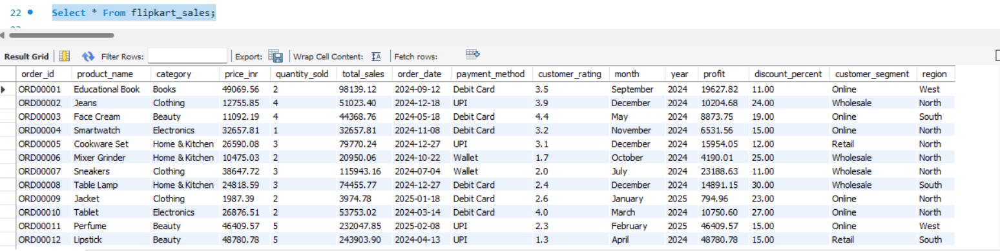 22 Select * From flipkart_sales;
Result Grid Filter Rows: Export: Wrap Cell Content: Fetch rows:
order_id product_name category price_inr quantity_sold total_sales order_date payment_method customer_rating month year profit discount_percent customer_segment region
ORD00001 Educational Book Books 49069.56 2 98139.12 2024-09-12 Debit Card 3.5 September 2024 19627.82 11.00 Online West
ORD00002 Jeans Clothing 12755.85 4 51023.40 2024-12-18 UPI 3.9 December 2024 10204.68 24.00 Wholesale North
ORD00003 Face Cream Beauty 11092.19 4 44368.76 2024-05-18 Debit Card 4.4 May 2024 8873.75 19.00 Online South
ORD00004 Smartwatch Electronics 32657.81 1 32657.81 2024-11-08 Debit Card 3.2 November 2024 6531.56 15.00 Online North
ORD00005 Cookware Set Home & Kitchen 26590.08 3 79770.24 2024-12-27 UPI 3.1 December 2024 15954.05 12.00 Retail North
ORD00006 Mixer Grinder Home & Kitchen 10475.03 2 20950.06 2024-10-22 Wallet 1.7 October 2024 4190.01 25.00 Wholesale North
ORD00007 Sneakers Clothing 38647.72 3 115943.16 2024-07-04 Wallet 2.0 July 2024 23188.63 11.00 Wholesale North
ORD00008 Table Lamp Home & Kitchen 24818.59 3 74455.77 2024-12-27 Debit Card 2.4 December 2024 14891.15 30.00 Wholesale South
ORD00009 Jacket Clothing 1987.39 2 3974.78 2025-01-18 Debit Card 2.6 January 2025 794.96 23.00 Online North
ORD00010 Tablet Electronics 26876.51 2 53753.02 2024-03-14 Debit Card 4.0 March 2024 10750.60 27.00 Online North
ORD00011 Perfume Beauty 46409.57 5 232047.85 2025-02-08 UPI 2.3 February 2025 46409.57 15.00 Online West
ORD00012 Lipstick Beauty 48780.78 5 243903.90 2024-04-13 UPI 1.3 April 2024 48780.78 15.00 Retail South